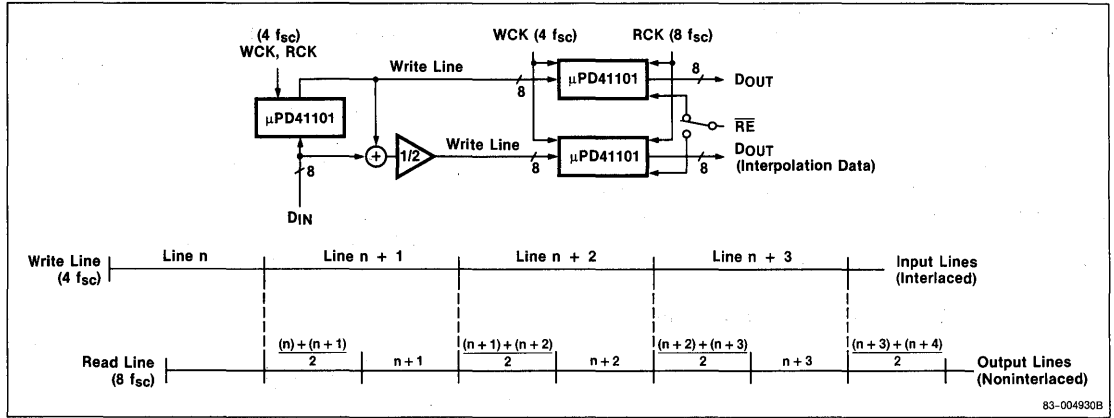 (4 fsc)
WCK, RCK
WCK (4 fsc)
RCK (8 fsc)
Write Line
8
μPD41101
8
DOUT
μPD41101
RE
+
1/2
Write Line
8
μPD41101
8
DOUT
(Interpolation Data)
8
DIN
Write Line
(4 fsc)
Line n
Line n + 1
Line n + 2
Line n + 3
Input Lines
(Interlaced)
Read Line
(8 fsc)
(n) + (n + 1)
2
n + 1
(n + 1) + (n + 2)
2
n + 2
(n + 2) + (n + 3)
2
n + 3
(n + 3) + (n + 4)
2
Output Lines
(Noninterlaced)
83-004930B